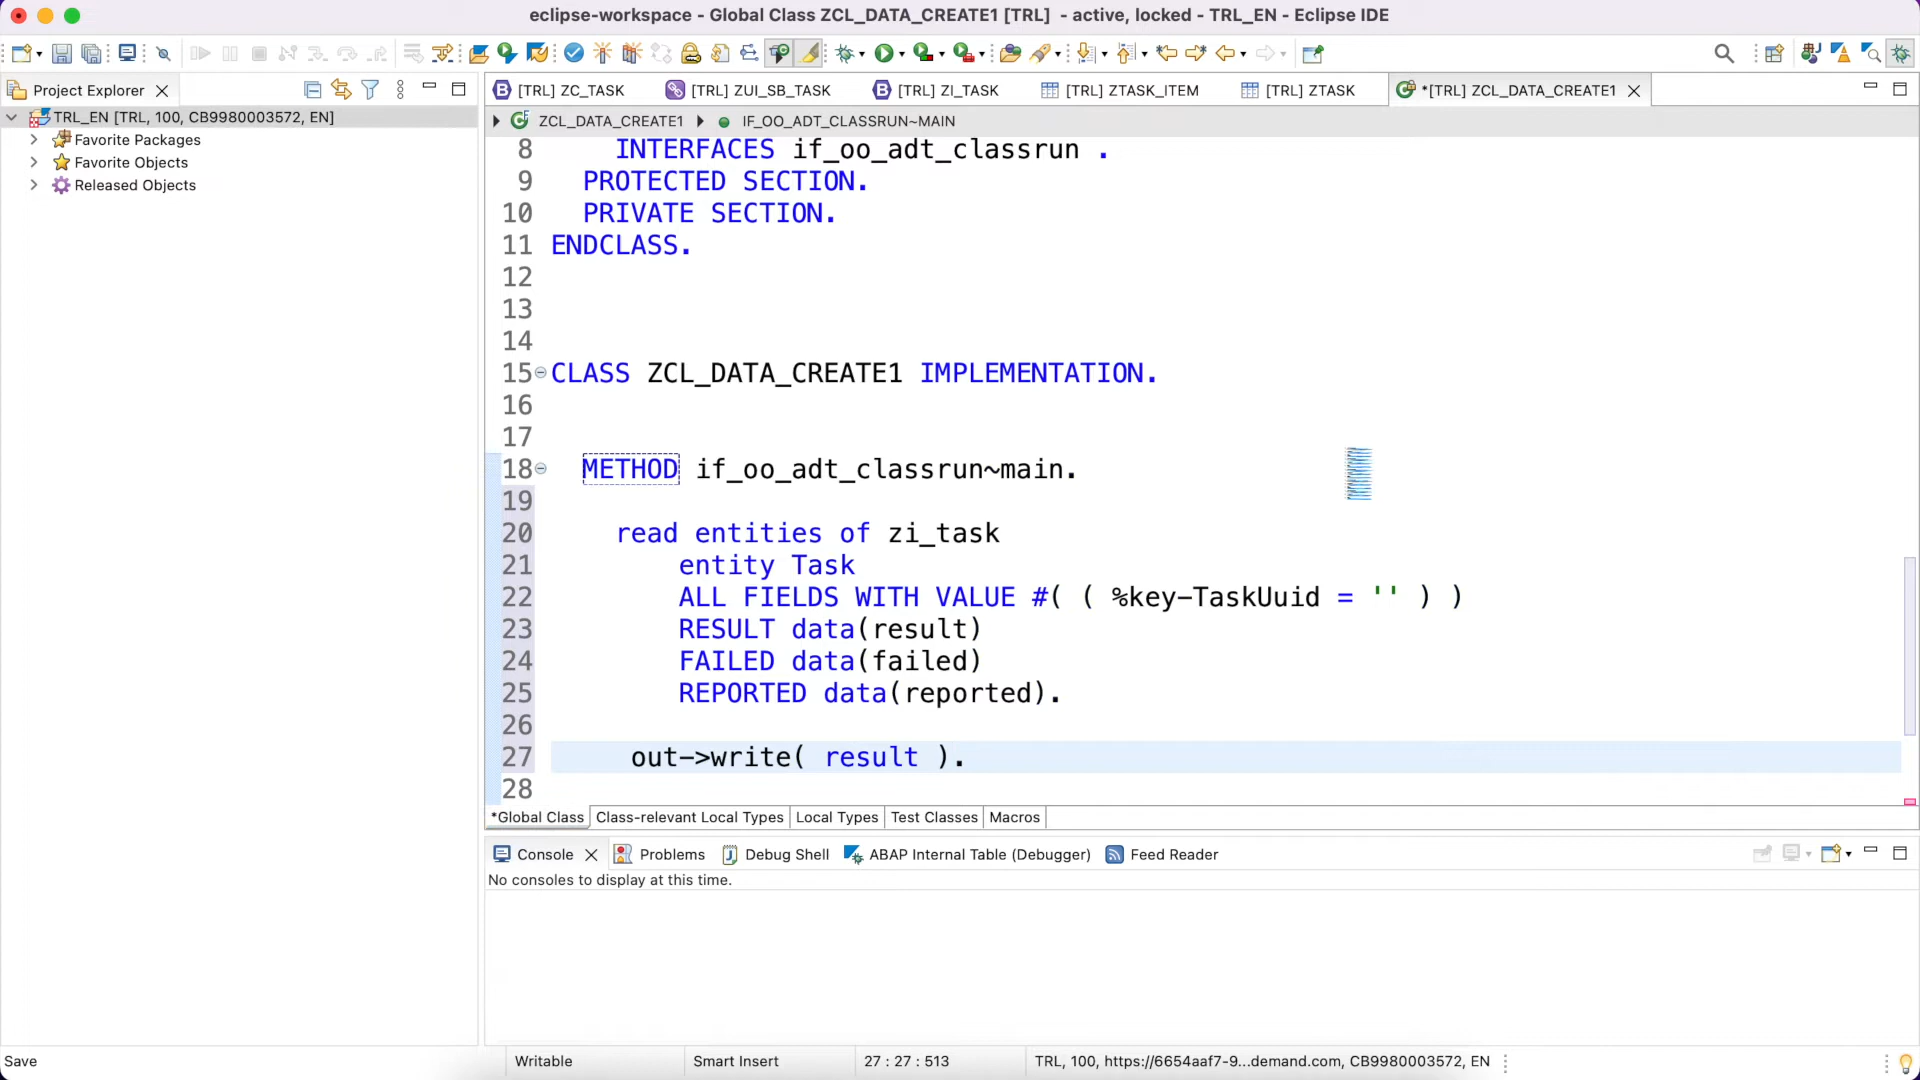 eclipse-workspace - Global Class ZCL_DATA_CREATE1 [TRL]  - active, locked - TRL_EN - Eclipse IDE
Project Explorer
TRL_EN [TRL, 100, CB9980003572, EN]
Favorite Packages
Favorite Objects
Released Objects
[TRL] ZC_TASK
[TRL] ZUI_SB_TASK
[TRL] ZI_TASK
[TRL] ZTASK_ITEM
[TRL] ZTASK
*[TRL] ZCL_DATA_CREATE1
ZCL_DATA_CREATE1
IF_OO_ADT_CLASSRUN~MAIN
8 INTERFACES if_oo_adt_classrun .
9 PROTECTED SECTION.
10 PRIVATE SECTION.
11 ENDCLASS.
12
13
14
15 CLASS ZCL_DATA_CREATE1 IMPLEMENTATION.
16
17
18 METHOD if_oo_adt_classrun~main.
19
20 read entities of zi_task
21 entity Task
22 ALL FIELDS WITH VALUE #( ( %key-TaskUuid = '' ) )
23 RESULT data(result)
24 FAILED data(failed)
25 REPORTED data(reported).
26
27 out->write( result ).
28
*Global Class
Class-relevant Local Types
Local Types
Test Classes
Macros
Console
Problems
Debug Shell
ABAP Internal Table (Debugger)
Feed Reader
No consoles to display at this time.
Save
Writable
Smart Insert
27 : 27 : 513
TRL, 100, https://6654aaf7-9...demand.com, CB9980003572, EN